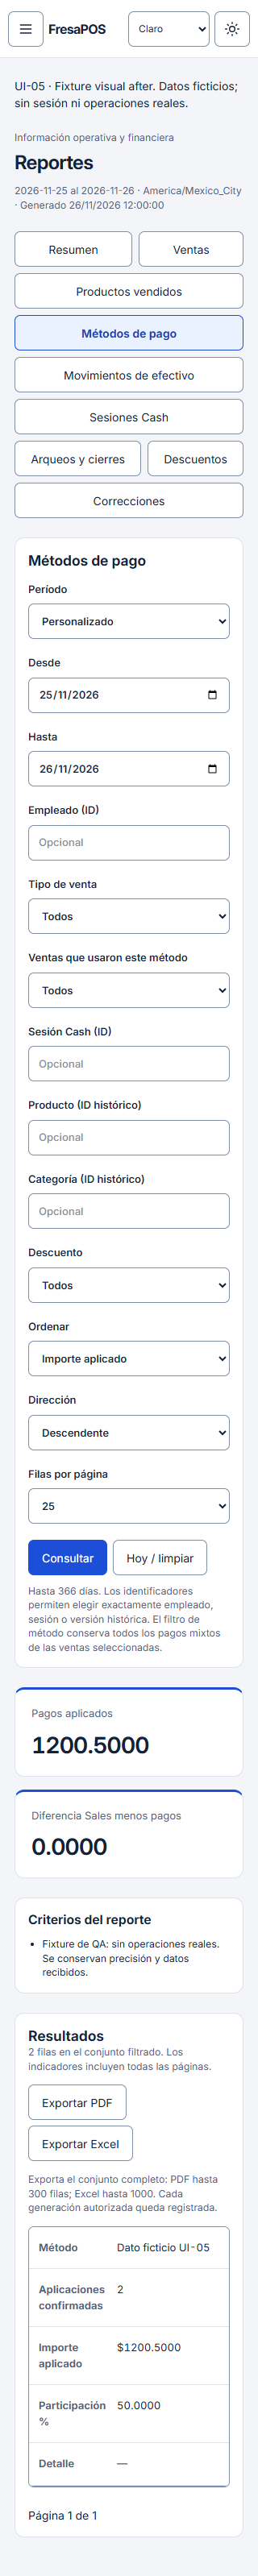 FresaPOS
Claro
UI-05 · Fixture visual after. Datos ficticios;
sin sesión ni operaciones reales.
Información operativa y financiera
Reportes
2026-11-25 al 2026-11-26 · America/Mexico_City
· Generado 26/11/2026 12:00:00
Resumen
Ventas
Productos vendidos
Métodos de pago
Movimientos de efectivo
Sesiones Cash
Arqueos y cierres
Descuentos
Correcciones
Métodos de pago
Período
Personalizado
Desde
25/11/2026
Hasta
26/11/2026
Empleado (ID)
Opcional
Tipo de venta
Todos
Ventas que usaron este método
Todos
Sesión Cash (ID)
Opcional
Producto (ID histórico)
Opcional
Categoría (ID histórico)
Opcional
Descuento
Todos
Ordenar
Importe aplicado
Dirección
Descendente
Filas por página
25
Consultar
Hoy / limpiar
Hasta 366 días. Los identificadores
permiten elegir exactamente empleado,
sesión o versión histórica. El filtro de
método conserva todos los pagos mixtos
de las ventas seleccionadas.
Pagos aplicados
1200.5000
Diferencia Sales menos pagos
0.0000
Criterios del reporte
• Fixture de QA: sin operaciones reales.
Se conservan precisión y datos
recibidos.
Resultados
2 filas en el conjunto filtrado. Los
indicadores incluyen todas las páginas.
Exportar PDF
Exportar Excel
Exporta el conjunto completo: PDF hasta
300 filas; Excel hasta 1000. Cada
generación autorizada queda registrada.
Método Dato ficticio UI-05
Aplicaciones 2
confirmadas
Importe $1200.5000
aplicado
Participación 50.0000
%
Detalle —
Página 1 de 1